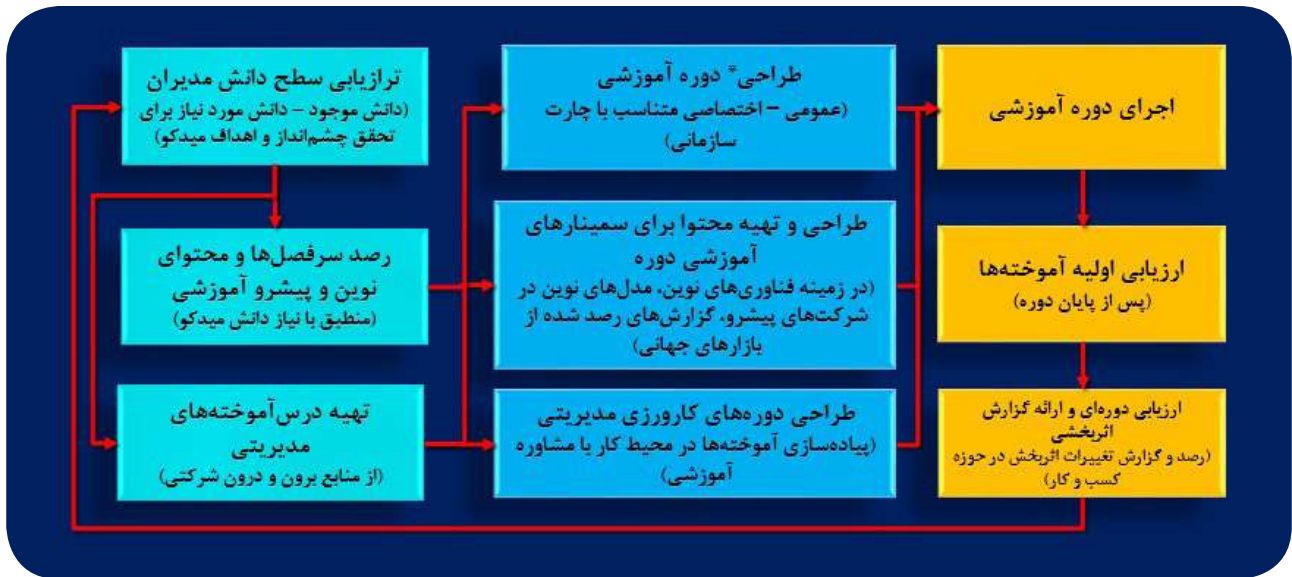 ترازیابی سطح دانش مدیران
(دانش موجود – دانش مورد نیاز برای
تحقق چشم‌انداز و اهداف میدکو)
رصد سرفصل‌ها و محتوای
نوین و پیشرو آموزشی
(منطبق با نیاز دانش میدکو)
تهیه درس‌آموخته‌های
مدیریتی
(از منابع برون و درون شرکتی)
طراحی* دوره آموزشی
(عمومی – اختصاصی متناسب با چارت
سازمانی)
طراحی و تهیه محتوا برای سمینارهای
آموزشی دوره
(در زمینه فناوری‌های نوین، مدل‌های نوین در
شرکت‌های پیشرو، گزارش‌های رصد شده از
بازارهای جهانی)
طراحی دوره‌های کارورزی مدیریتی
(پیاده‌سازی آموخته‌ها در محیط کار با مشاوره
آموزشی)
اجرای دوره آموزشی
ارزیابی اولیه آموخته‌ها
(پس از پایان دوره)
ارزیابی دوره‌ای و ارائه گزارش
اثربخشی
(رصد و گزارش تغییرات اثربخش در حوزه
کسب و کار)